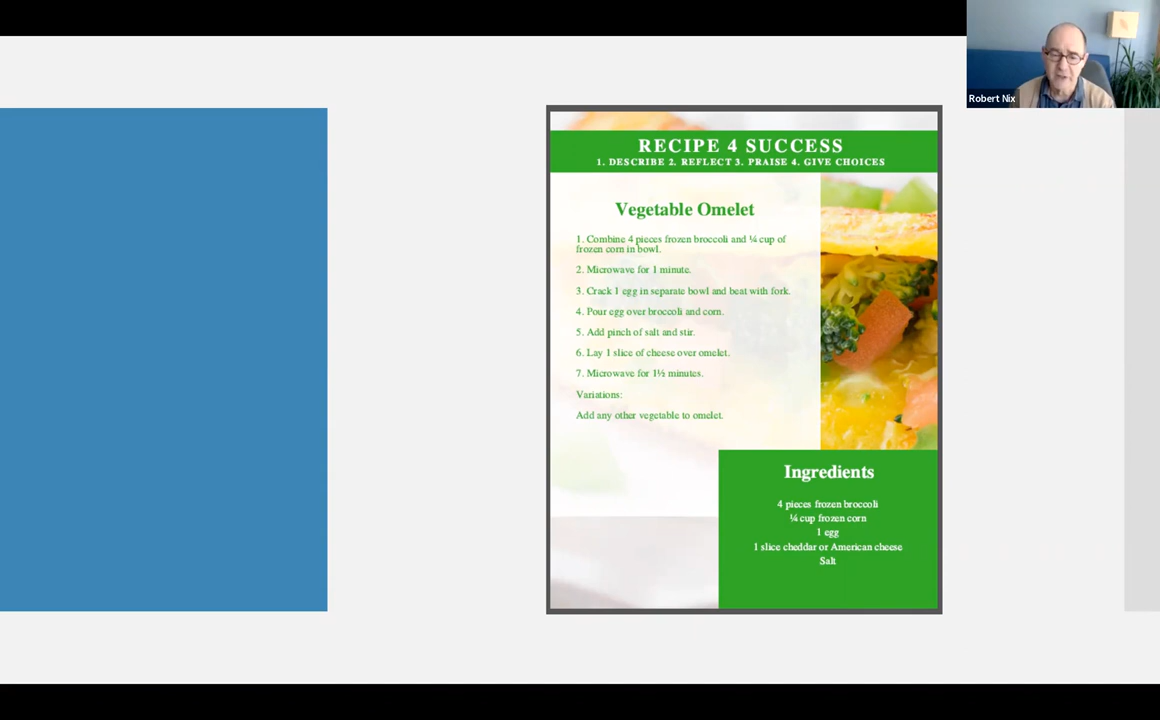 RECIPE 4 SUCCESS
1. DESCRIBE 2. REFLECT 3. PRAISE 4. GIVE CHOICES
Vegetable Omelet
1. Combine 4 pieces frozen broccoli and ¼ cup of
frozen corn in bowl.
2. Microwave for 1 minute.
3. Crack 1 egg in separate bowl and beat with fork.
4. Pour egg over broccoli and corn.
5. Add pinch of salt and stir.
6. Lay 1 slice of cheese over omelet.
7. Microwave for 1½ minutes.
Variations:
Add any other vegetable to omelet.
Ingredients
4 pieces frozen broccoli
¼ cup frozen corn
1 egg
1 slice cheddar or American cheese
Salt
Robert Nix